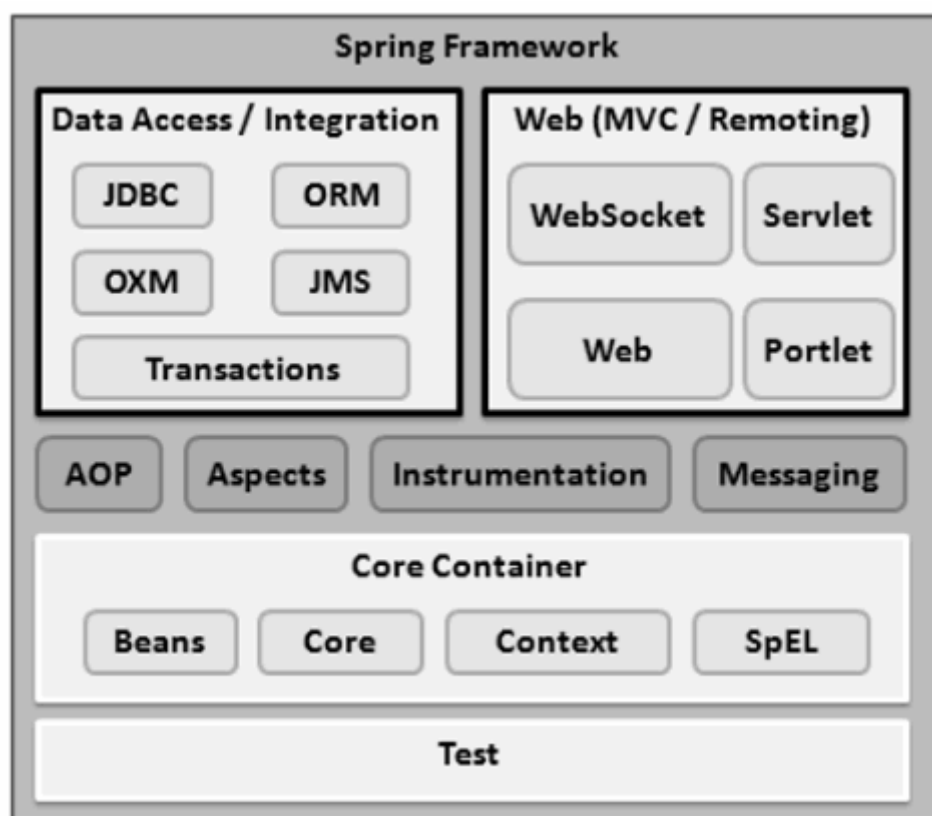 Spring Framework
Data Access / Integration
JDBC
ORM
OXM
JMS
Transactions
Web (MVC / Remoting)
WebSocket
Servlet
Web
Portlet
AOP
Aspects
Instrumentation
Messaging
Core Container
Beans
Core
Context
SpEL
Test